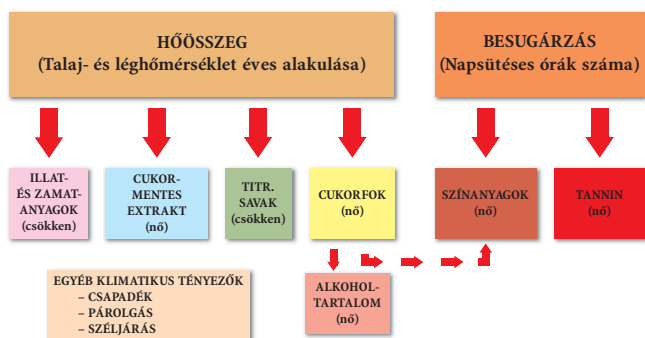 HŐÖSSZEG
(Talaj- és léghőmérséklet éves alakulása)
BESUGÁRZÁS
(Napsütéses órák száma)
ILLAT-
ÉS ZAMAT-
ANYAGOK
(csökken)
CUKOR-
MENTES
EXTRAKT
(nő)
TITR.
SAVAK
(csökken)
CUKORFOK
(nő)
SZÍNANYAGOK
(nő)
TANNIN
(nő)
EGYÉB KLIMATIKUS TÉNYEZŐK
– CSAPADÉK
– PÁROLGÁS
– SZÉLJÁRÁS
ALKOHOL-
TARTALOM
(nő)